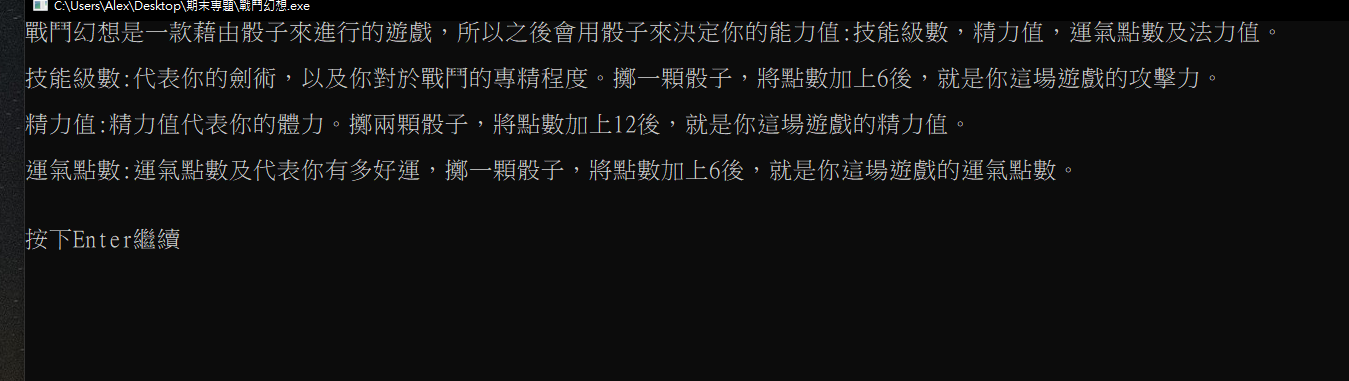 C:\Users\Alex\Desktop\期末專題\戰鬥幻想.exe
戰鬥幻想是一款藉由骰子來進行的遊戲，所以之後會用骰子來決定你的能力值:技能級數，精力值，運氣點數及法力值。
技能級數:代表你的劍術，以及你對於戰鬥的專精程度。擲一顆骰子，將點數加上6後，就是你這場遊戲的攻擊力。
精力值:精力值代表你的體力。擲兩顆骰子，將點數加上12後，就是你這場遊戲的精力值。
運氣點數:運氣點數及代表你有多好運，擲一顆骰子，將點數加上6後，就是你這場遊戲的運氣點數。
按下Enter繼續